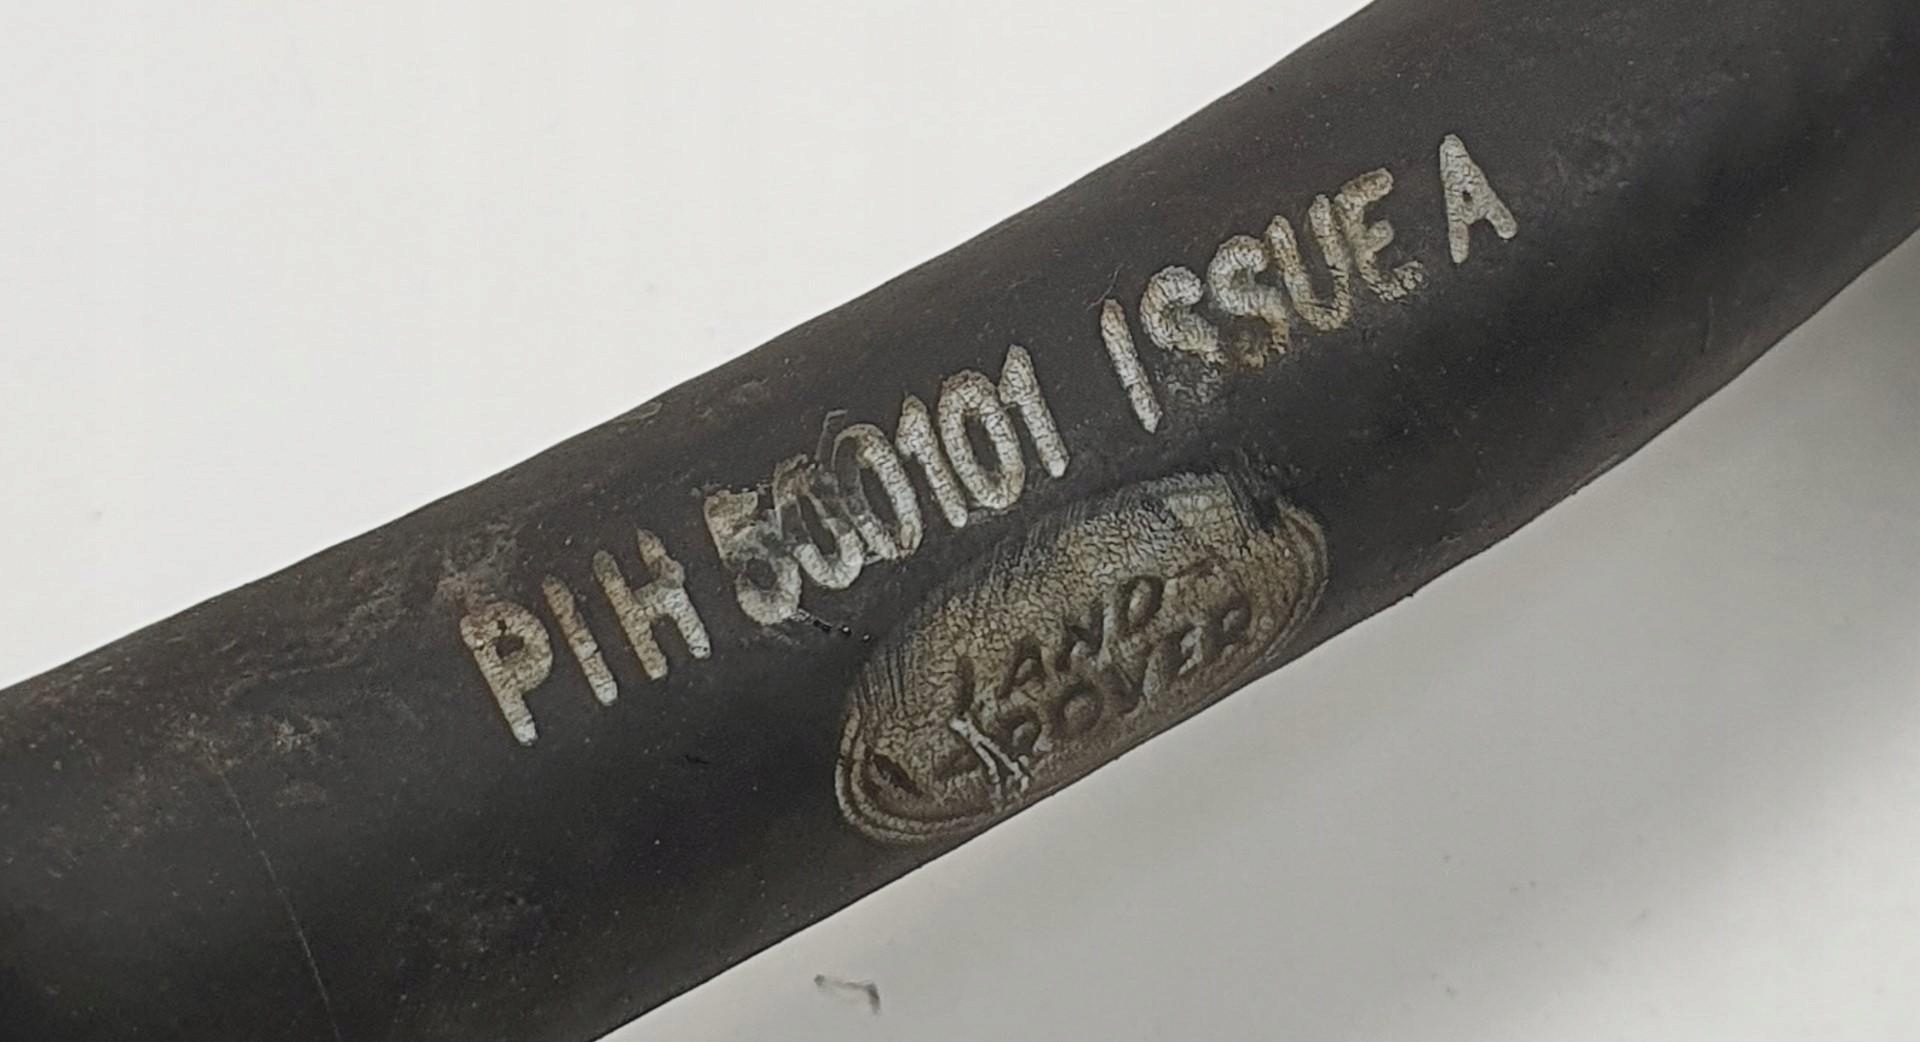 PIH 500101 ISSUE A
LAND-
ROVER